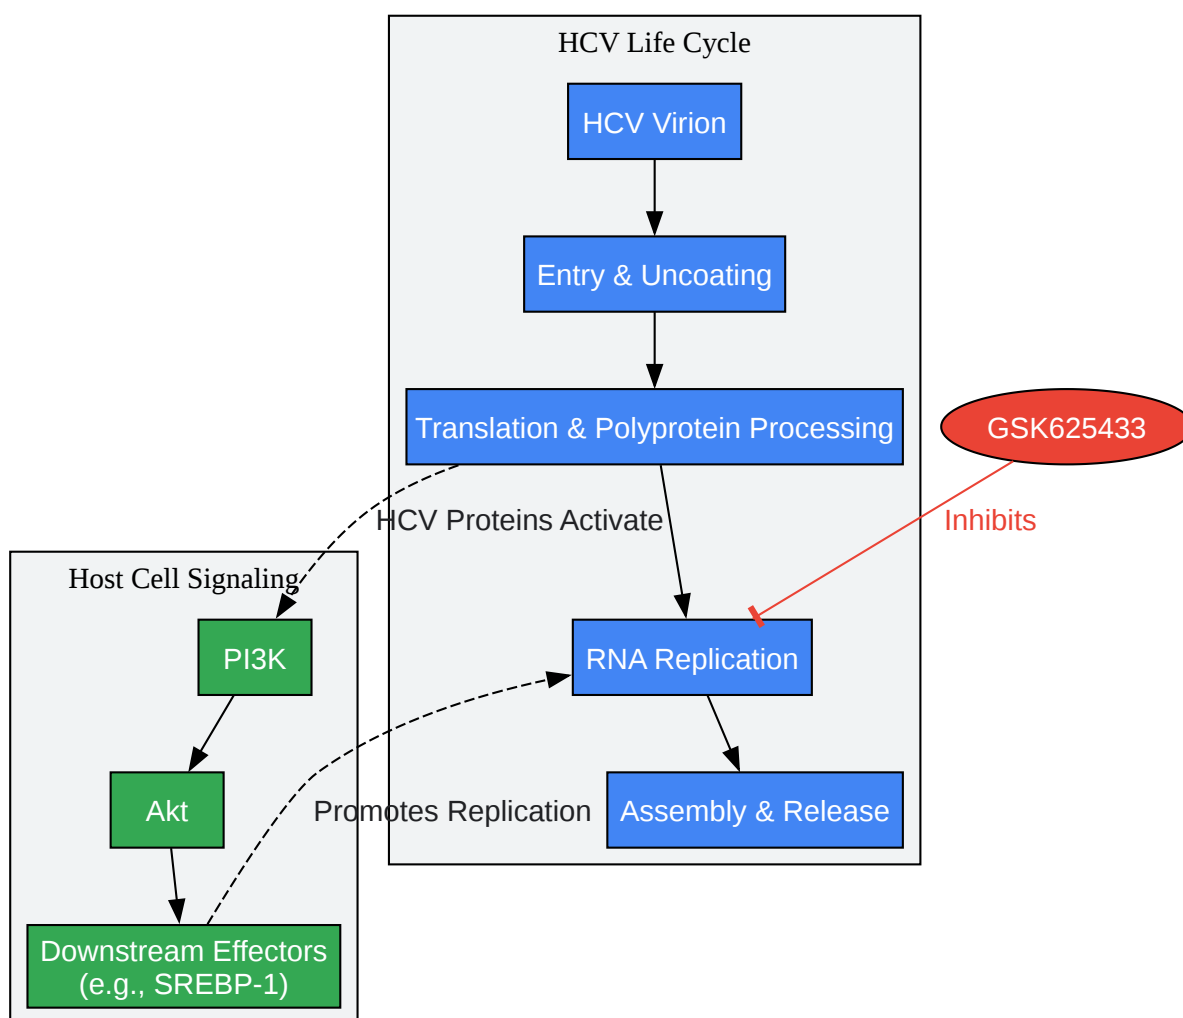 HCV Life Cycle
HCV Virion
Entry & Uncoating
Translation & Polyprotein Processing
GSK625433
HCV Proteins Activate
Inhibits
Host Cell Signaling
PI3K
RNA Replication
Akt
Promotes Replication
Assembly & Release
Downstream Effectors
(e.g., SREBP-1)